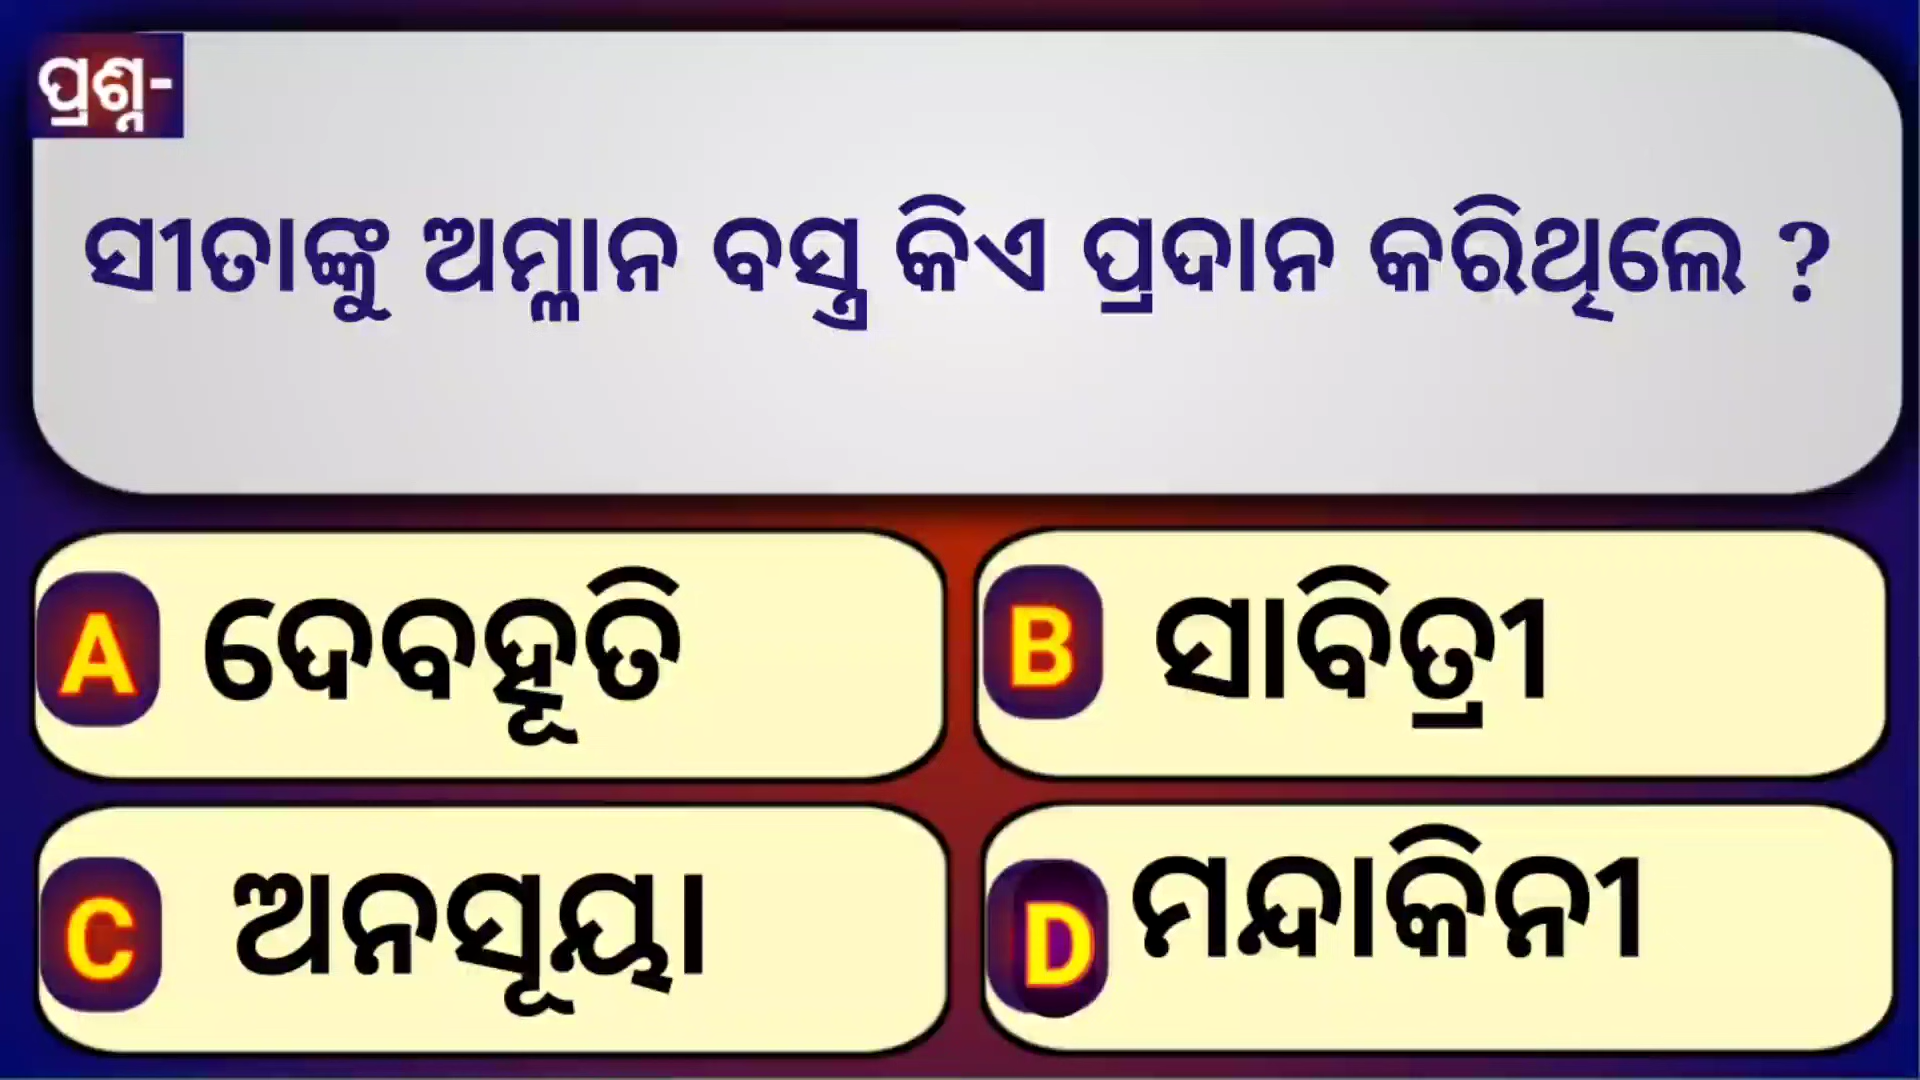 ପ୍ରଶ୍ନ-
ସୀତାଙ୍କୁ ଅମ୍ଳାନ ବସ୍ତ୍ର କିଏ ପ୍ରଦାନ କରିଥିଲେ ?
A ଦେବହୂତି
B ସାବିତ୍ରୀ
C ଅନସୂୟା
D ମନ୍ଦାକିନୀ